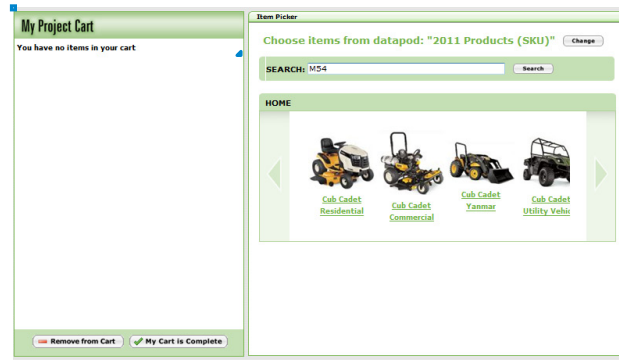 My Project Cart
You have no items in your cart
Remove from Cart
My Cart is Complete
Item Picker
Choose items from datapod: "2011 Products (SKU)"
Change
SEARCH: M54
Search
HOME
Cub Cadet
Residential
Cub Cadet
Commercial
Cub Cadet
Yanmar
Cub Cadet
Utility Vehic